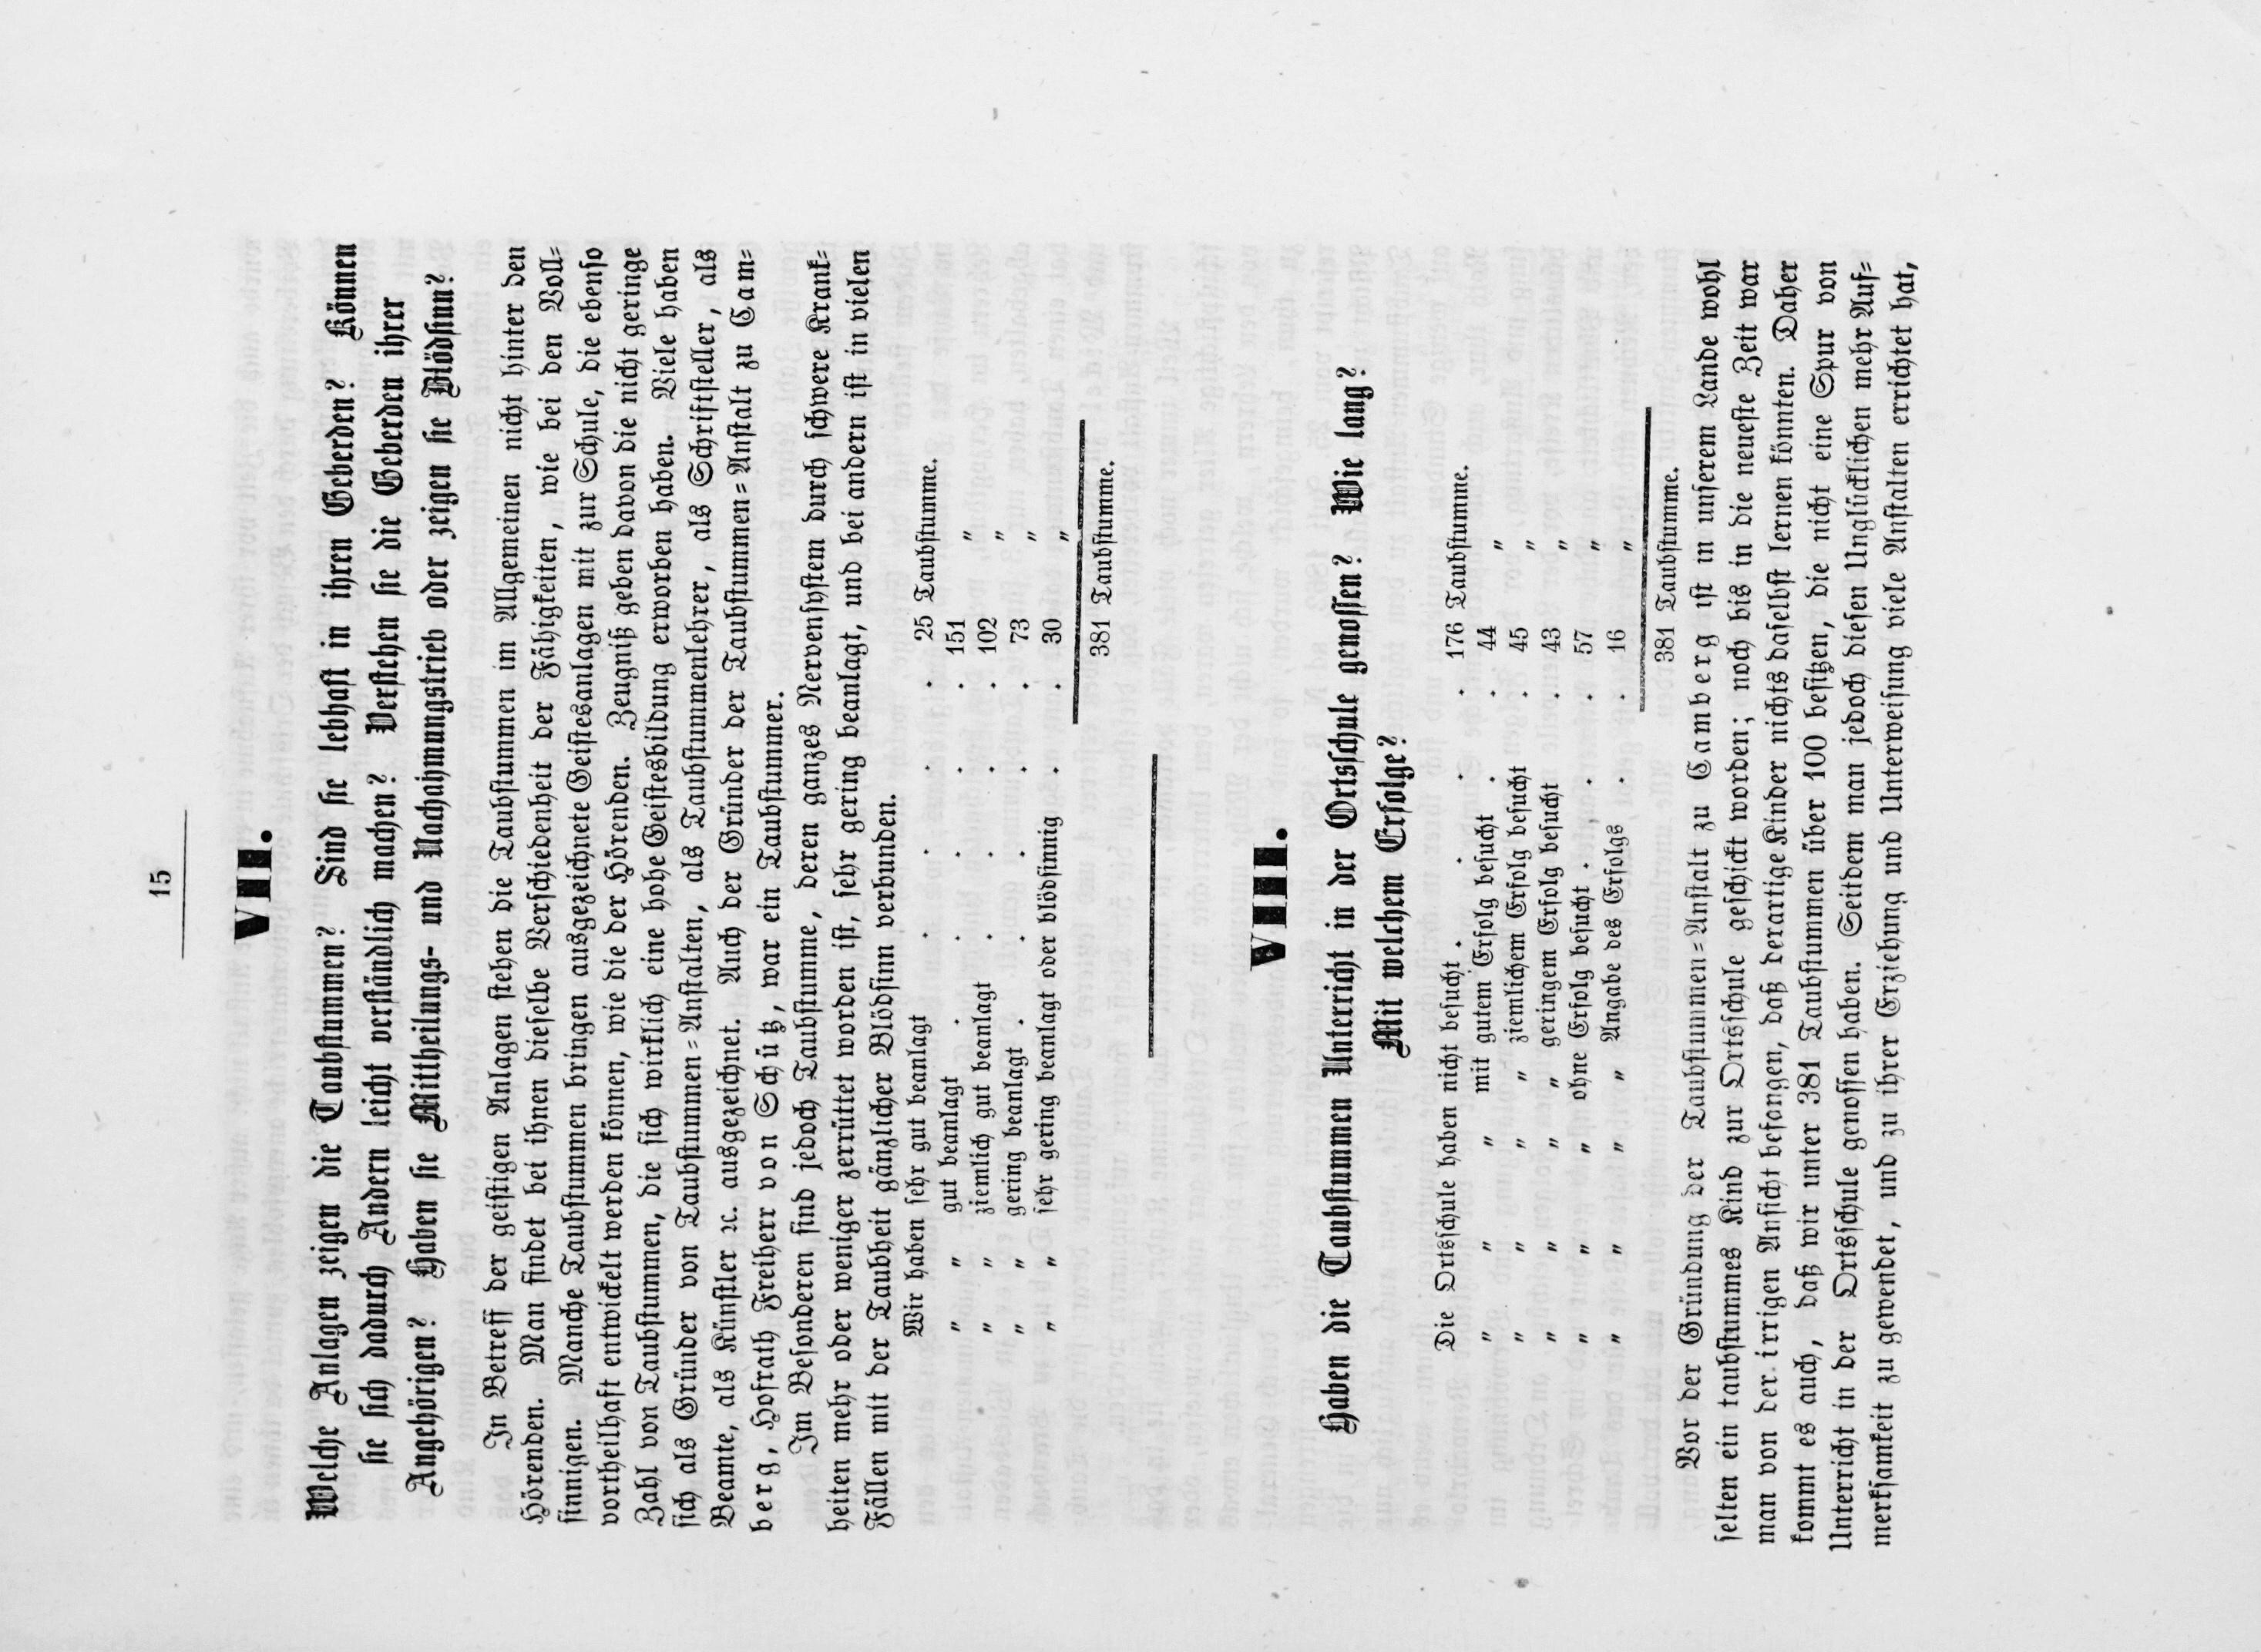 15
VII.
Welche Anlagen zeigen die Taubstummen? Sind sie lebhaft in ihren Geberden? Können
sie sich dadurch Andern leicht verständlich machen? Verstehen sie die Geberden ihrer
Angehörigen? Haben sie Mittheilungs- und Nachahmungstrieb oder zeigen sie Blödsinn?
In Betreff der geistigen Anlagen stehen die Taubstummen im Allgemeinen nicht hinter den
Hörenden. Man findet bei ihnen dieselbe Verschiedenheit der Fähigkeiten, wie bei den Voll-
sinnigen. Manche Taubstummen bringen ausgezeichnete Geistesanlagen mit zur Schule, die ebenso
vortheilhaft entwickelt werden können, wie die der Hörenden. Zeugniß geben davon die nicht geringe
Zahl von Taubstummen, die sich wirklich eine hohe Geistesbildung erworben haben. Viele haben
sich als Gründer von Taubstummen-Anstalten, als Taubstummenlehrer, als Schriftsteller, als
Beamte, als Künstler ꝛc. ausgezeichnet. Auch der Gründer der Taubstummen-Anstalt zu Cam-
berg, Hofrath Freiherr von Schütz, war ein Taubstummer.
Im Besonderen sind jedoch Taubstumme, deren ganzes Nervensystem durch schwere Krank-
heiten mehr oder weniger zerrüttet worden ist, sehr gering beanlagt, und bei andern ist in vielen
Fällen mit der Taubheit gänzlicher Blödsinn verbunden.
Wir haben sehr gut beanlagt . . . . 25 Taubstumme.
„ „ gut beanlagt . . . . . 151 „
„ „ ziemlich gut beanlagt . . . . 102 „
„ „ gering beanlagt . . . . . 73 „
„ „ sehr gering beanlagt oder blödsinnig . . 30 „
381 Taubstumme.
VIII.
Haben die Taubstummen Unterricht in der Ortsschule genossen? Wie lang?
Mit welchem Erfolge?
Die Ortsschule haben nicht besucht . . . . 176 Taubstumme.
„ „ „ mit gutem Erfolg besucht . . 44 „
„ „ „ „ ziemlichem Erfolg besucht . 45 „
„ „ „ „ geringem Erfolg besucht . 43 „
„ „ „ ohne Erfolg besucht . . . 57 „
„ „ „ „ Angabe des Erfolgs . . 16 „
381 Taubstumme.
Vor der Gründung der Taubstummen-Anstalt zu Camberg ist in unserem Lande wohl
selten ein taubstummes Kind zur Ortsschule geschickt worden; noch bis in die neueste Zeit war
man von der irrigen Ansicht befangen, daß derartige Kinder nichts daselbst lernen könnten. Daher
kommt es auch, daß wir unter 381 Taubstummen über 100 besitzen, die nicht eine Spur von
Unterricht in der Ortsschule genossen haben. Seitdem man jedoch diesen Unglücklichen mehr Auf-
merksamkeit zu gewendet, und zu ihrer Erziehung und Unterweisung viele Anstalten errichtet hat,